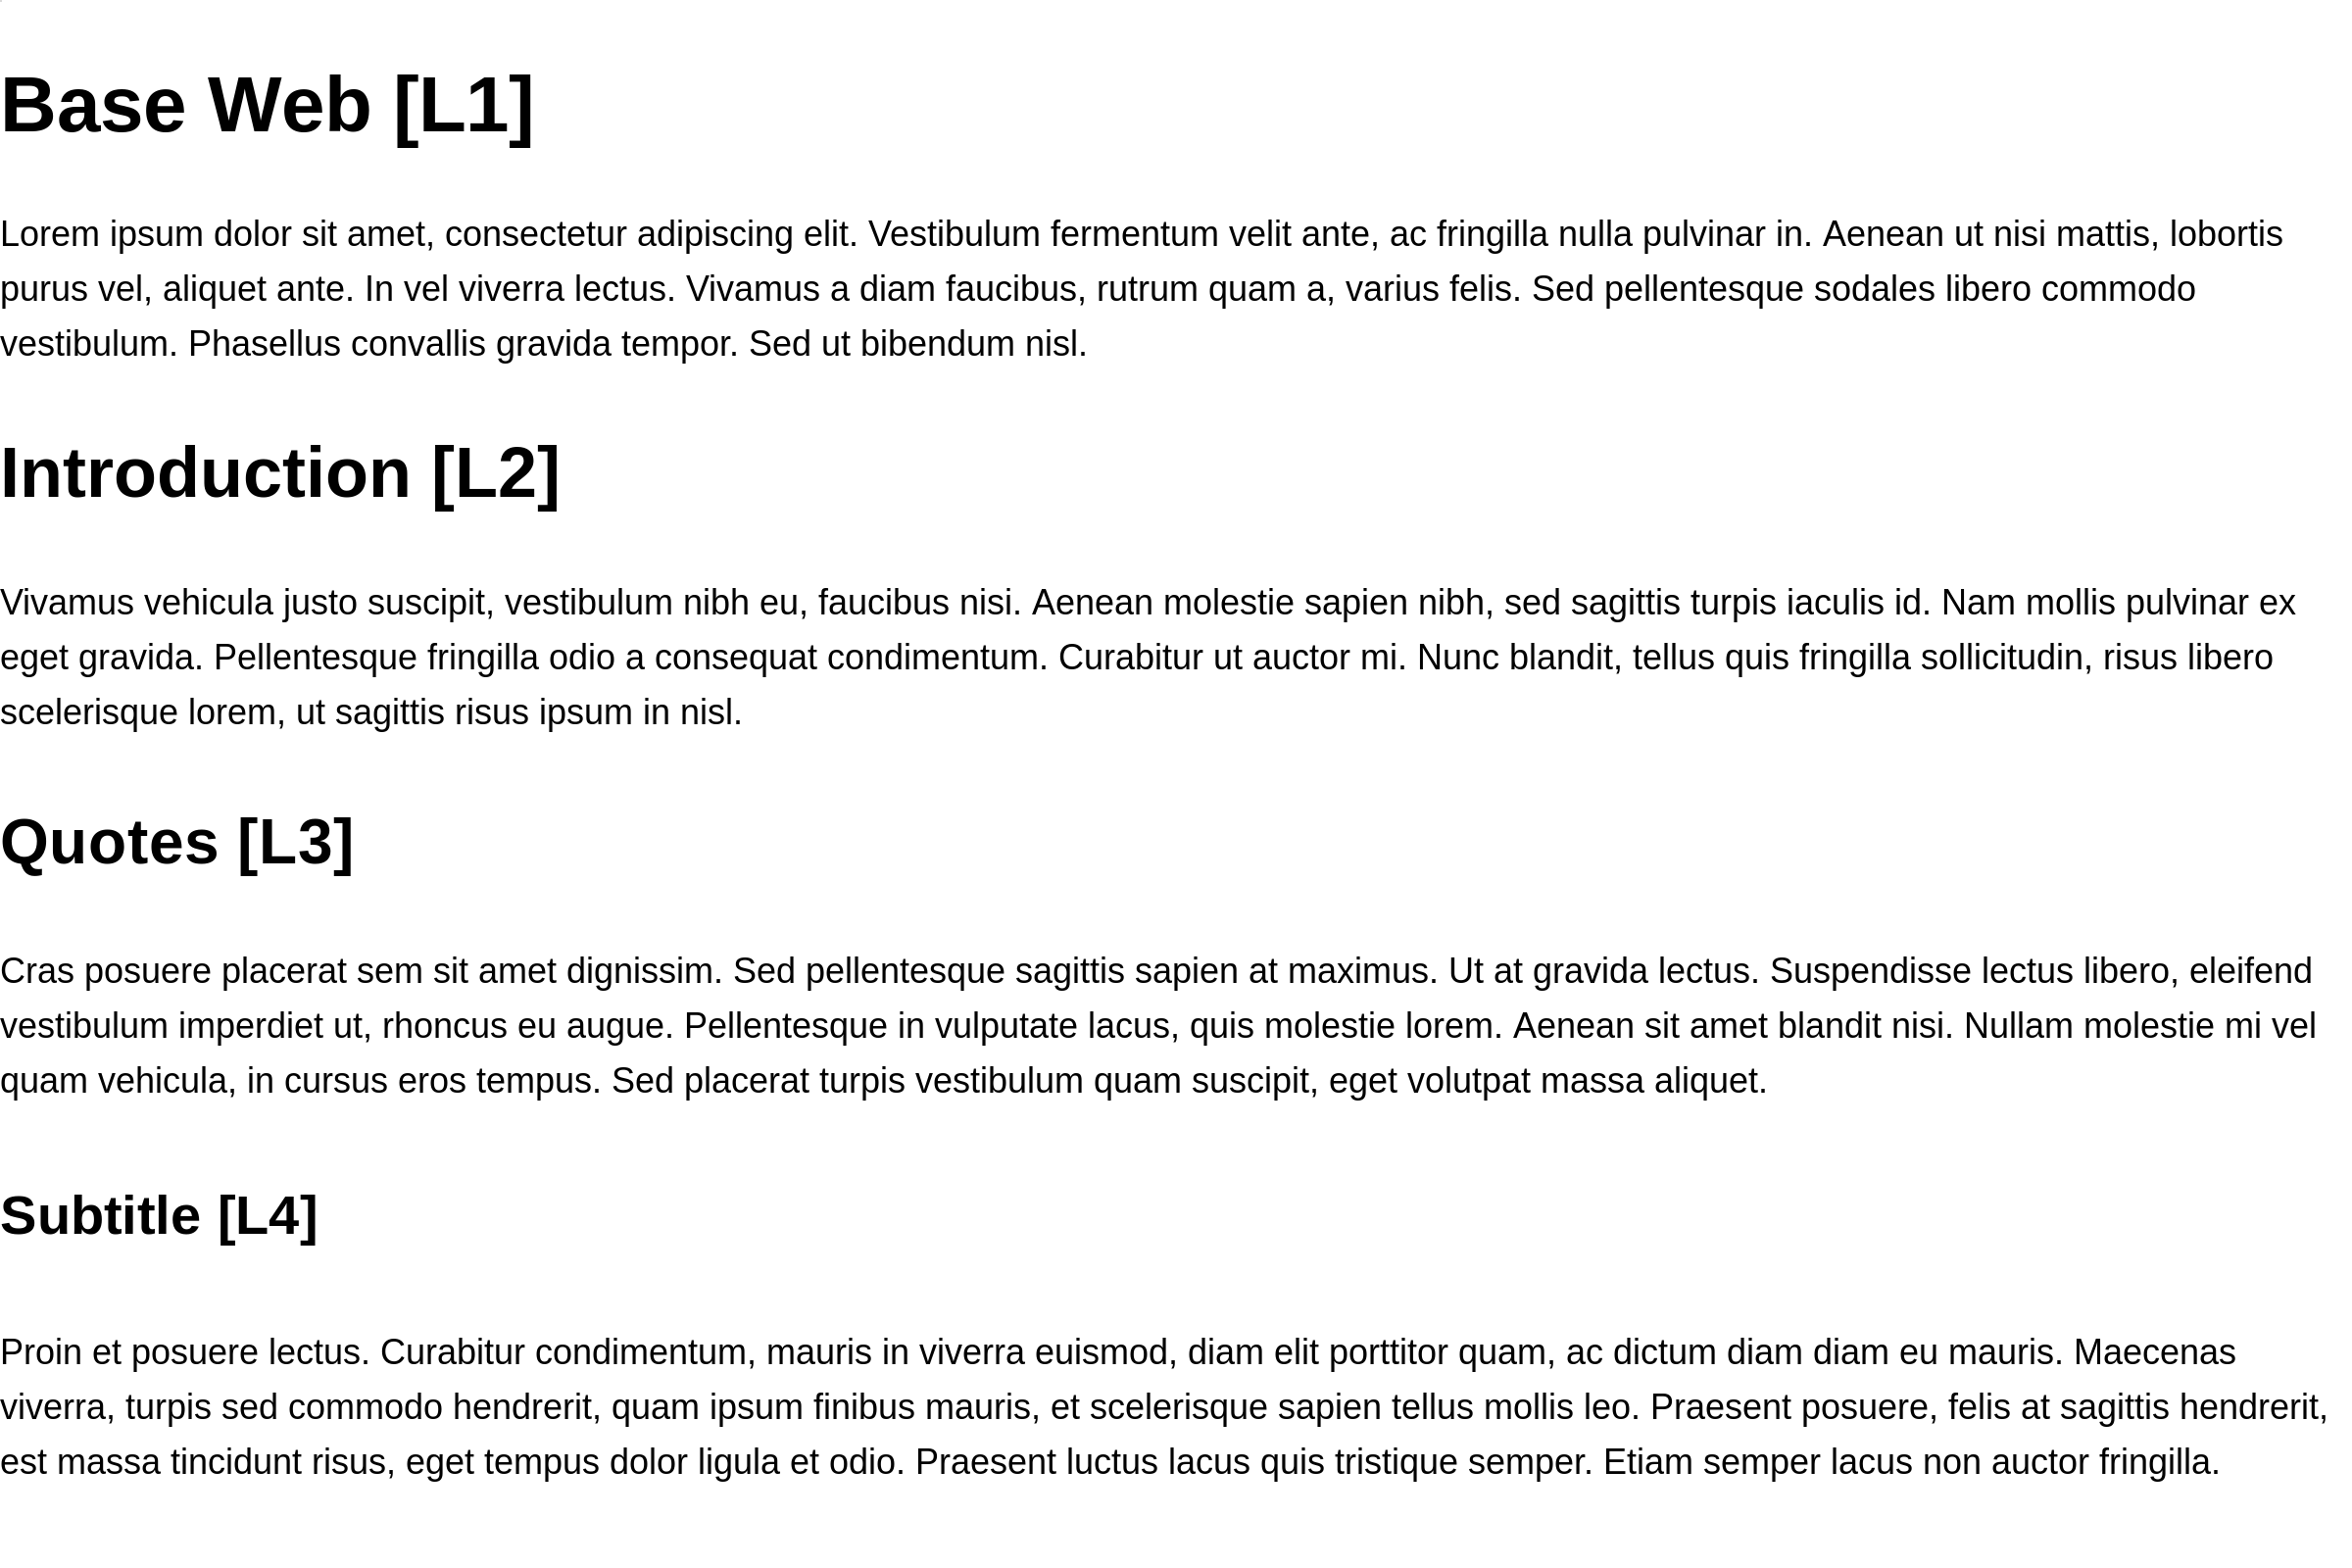 Base Web [L1]
Lorem ipsum dolor sit amet, consectetur adipiscing elit. Vestibulum fermentum velit ante, ac fringilla nulla pulvinar in. Aenean ut nisi mattis, lobortis
purus vel, aliquet ante. In vel viverra lectus. Vivamus a diam faucibus, rutrum quam a, varius felis. Sed pellentesque sodales libero commodo
vestibulum. Phasellus convallis gravida tempor. Sed ut bibendum nisl.
Introduction [L2]
Vivamus vehicula justo suscipit, vestibulum nibh eu, faucibus nisi. Aenean molestie sapien nibh, sed sagittis turpis iaculis id. Nam mollis pulvinar ex
eget gravida. Pellentesque fringilla odio a consequat condimentum. Curabitur ut auctor mi. Nunc blandit, tellus quis fringilla sollicitudin, risus libero
scelerisque lorem, ut sagittis risus ipsum in nisl.
Quotes [L3]
Cras posuere placerat sem sit amet dignissim. Sed pellentesque sagittis sapien at maximus. Ut at gravida lectus. Suspendisse lectus libero, eleifend
vestibulum imperdiet ut, rhoncus eu augue. Pellentesque in vulputate lacus, quis molestie lorem. Aenean sit amet blandit nisi. Nullam molestie mi vel
quam vehicula, in cursus eros tempus. Sed placerat turpis vestibulum quam suscipit, eget volutpat massa aliquet.
Subtitle [L4]
Proin et posuere lectus. Curabitur condimentum, mauris in viverra euismod, diam elit porttitor quam, ac dictum diam diam eu mauris. Maecenas
viverra, turpis sed commodo hendrerit, quam ipsum finibus mauris, et scelerisque sapien tellus mollis leo. Praesent posuere, felis at sagittis hendrerit,
est massa tincidunt risus, eget tempus dolor ligula et odio. Praesent luctus lacus quis tristique semper. Etiam semper lacus non auctor fringilla.